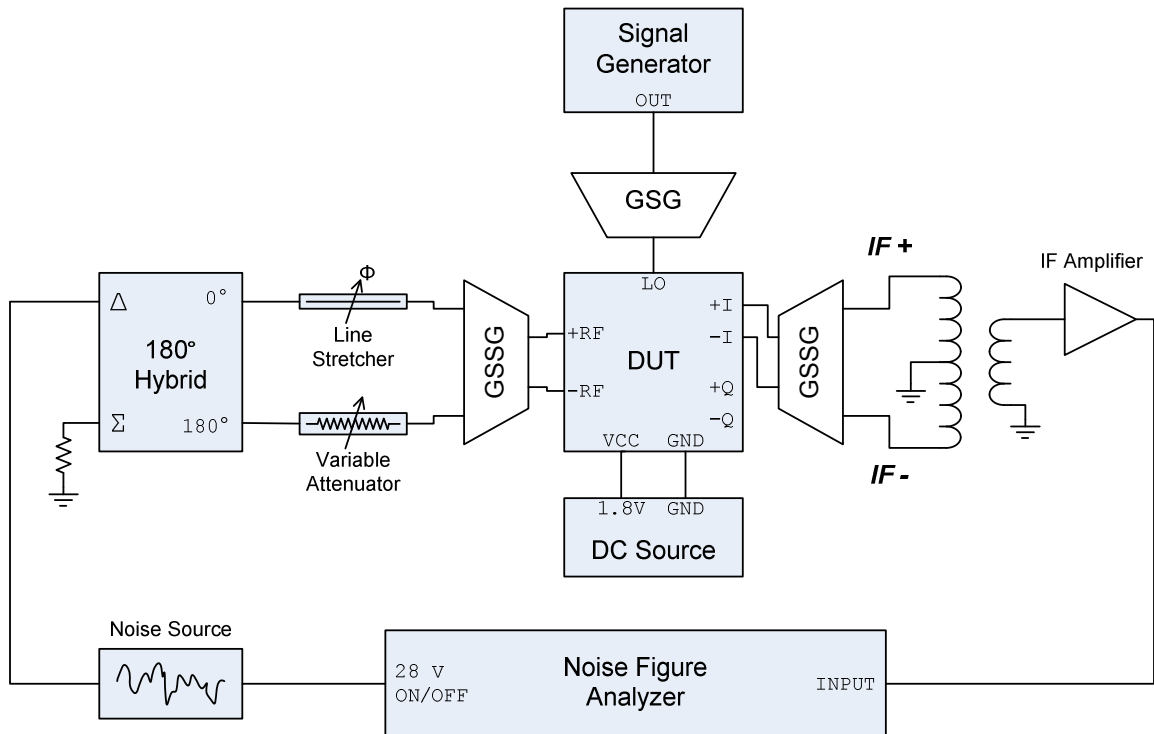 Signal
Generator
OUT
GSG
IF +
IF Amplifier
LO
Δ
0°
Φ
180°
Hybrid
Line
Stretcher
GSSG
+RF
-RF
DUT
+I
-I
+Q
-Q
GSSG
Σ
180°
Variable
Attenuator
VCC GND
IF -
1.8V GND
DC Source
Noise Source
28 V
ON/OFF
Noise Figure
Analyzer
INPUT